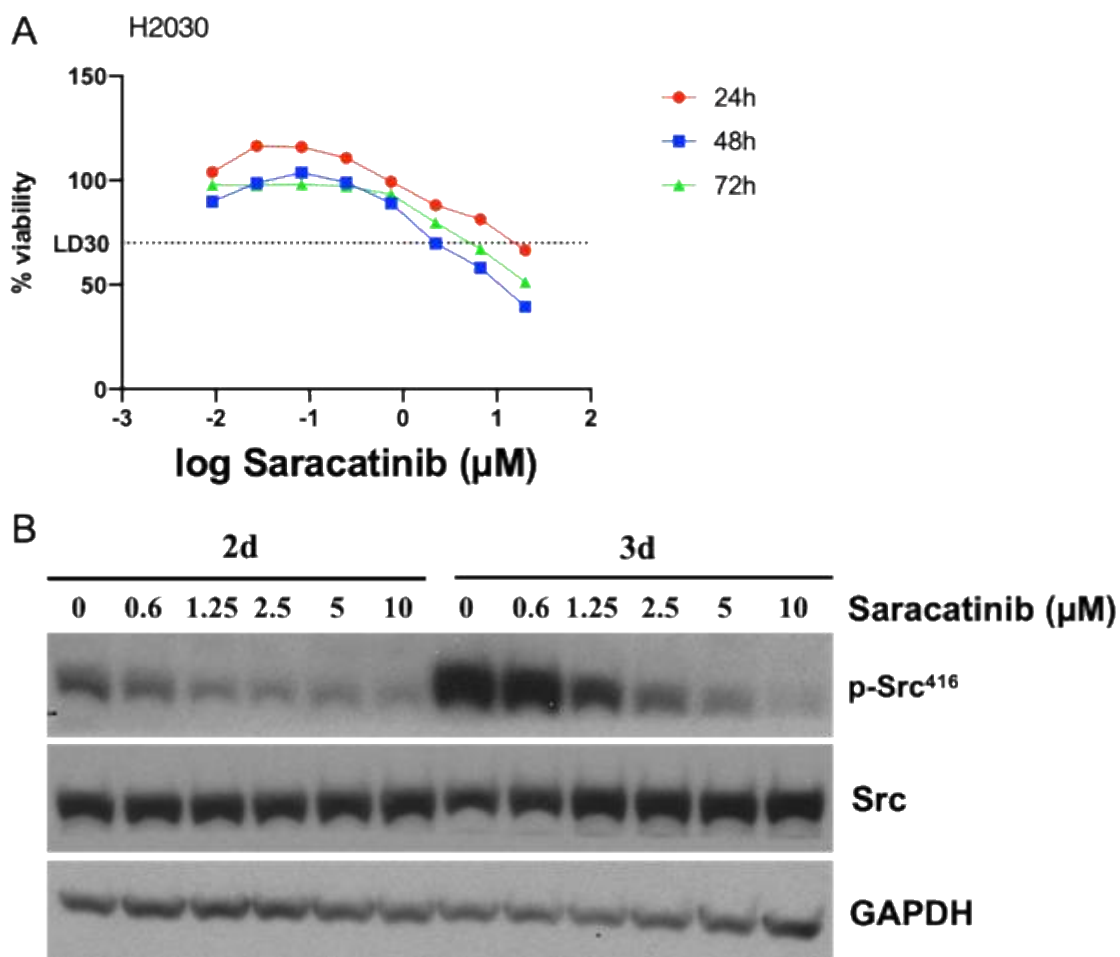 A
H2030
150
100
LD30
50
0
-3 -2 -1 0 1 2
% viability
log Saracatinib (µM)
24h
48h
72h
B
2d 3d
0 0.6 1.25 2.5 5 10 0 0.6 1.25 2.5 5 10 Saracatinib (µM)
p-Src⁴¹⁶
Src
GAPDH